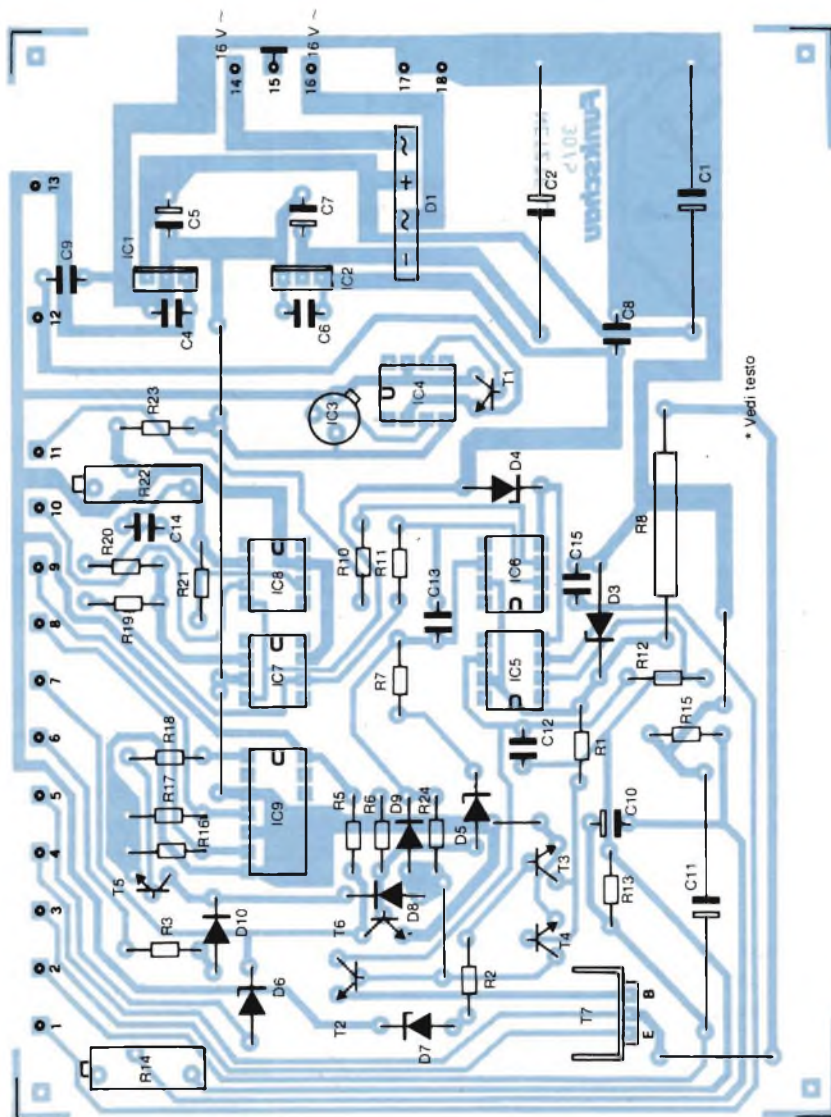 16 V ~
16 V ~
14
15
16
17
18
13
12
11
10
9
8
7
6
5
4
3
2
1
C9
IC1
C5
C7
D1
~
+
~
−
C2
C1
Funkschau
C4
C6
IC2
C8
R23
IC3
IC4
T1
* Vedi testo
R22
R20
C14
R19
R21
IC8
R10
R11
D4
IC6
C15
R8
C13
D3
IC7
R7
IC5
R12
R18
R17
R16
IC9
C12
R1
R15
R5
R6
D9
R24
D5
C10
T5
R3
D10
T6
D8
T3
T4
R13
C11
D6
T2
D7
R2
T7
E
B
R14